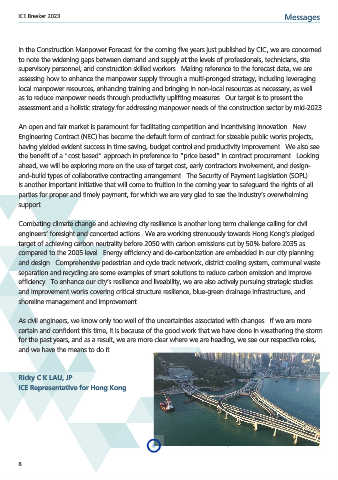 ICE Breaker 2023
Messages
In the Construction Manpower Forecast for the coming five years just published by CIC, we are concerned
to note the widening gaps between demand and supply at the levels of professionals, technicians, site
supervisory personnel, and construction skilled workers Making reference to the forecast data, we are
assessing how to enhance the manpower supply through a multi-pronged strategy, including leveraging
local manpower resources, enhancing training and bringing in non-local resources as necessary, as well
as to reduce manpower needs through productivity uplifting measures Our target is to present the
assessment and a holistic strategy for addressing manpower needs of the construction sector by mid-2023
An open and fair market is paramount for facilitating competition and incentivising innovation New
Engineering Contract (NEC) has become the default form of contract for sizeable public works projects,
having yielded evident success in time saving, budget control and productivity improvement We also see
the benefit of a "cost based" approach in preference to "price based" in contract procurement Looking
ahead, we will be exploring more on the use of target cost, early contractors involvement, and design-
and-build types of collaborative contracting arrangement The Security of Payment Legislation (SOPL)
is another important initiative that will come to fruition in the coming year to safeguard the rights of all
parties for proper and timely payment, for which we are very glad to see the industry's overwhelming
support
Combating climate change and achieving city resilience is another long term challenge calling for civil
engineers' foresight and concerted actions We are working strenuously towards Hong Kong's pledged
target of achieving carbon neutrality before 2050 with carbon emissions cut by 50% before 2035 as
compared to the 2005 level Energy efficiency and de-carbonization are embedded in our city planning
and design Comprehensive pedestrian and cycle track network, district cooling system, communal waste
separation and recycling are some examples of smart solutions to reduce carbon emission and improve
efficiency To enhance our city's resilience and liveability, we are also actively pursuing strategic studies
and improvement works covering critical structure resilience, blue-green drainage infrastructure, and
shoreline management and improvement
As civil engineers, we know only too well of the uncertainties associated with changes If we are more
certain and confident this time, it is because of the good work that we have done in weathering the storm
for the past years, and as a result, we are more clear where we are heading, we see our respective roles,
and we have the means to do it
Ricky C K LAU, JP
ICE Representative for Hong Kong
8